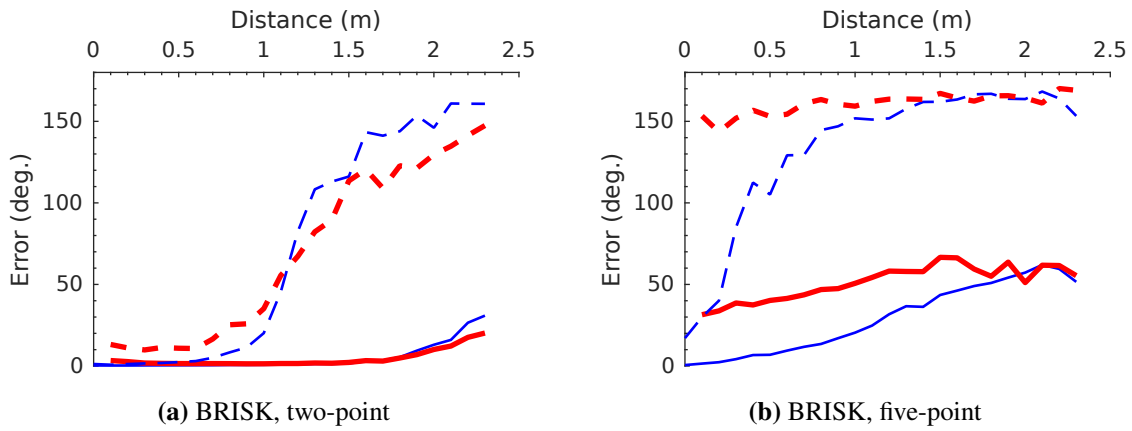 Distance (m)
0 0.5 1 1.5 2 2.5
150
100
50
0
Error (deg.)
(a) BRISK, two-point
Distance (m)
0 0.5 1 1.5 2 2.5
150
100
50
0
Error (deg.)
(b) BRISK, five-point